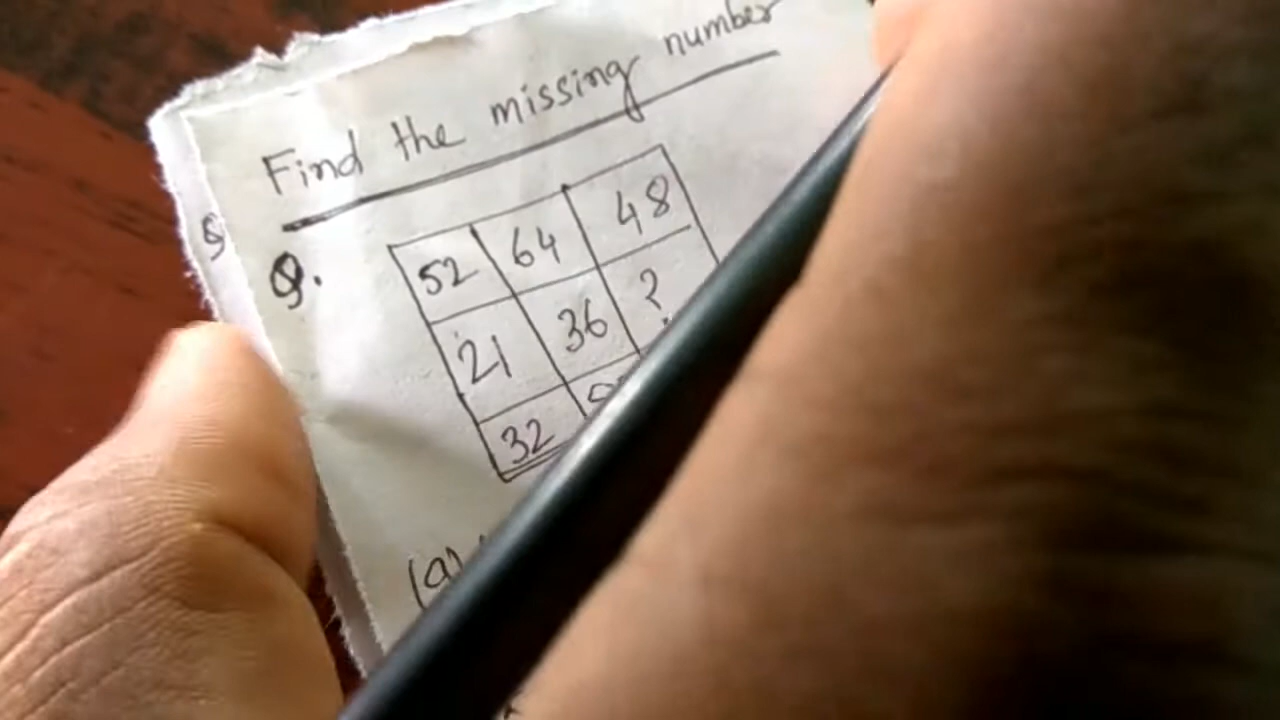 Find the missing number
Q.
52 64 48
21 36 ?
32
(a)